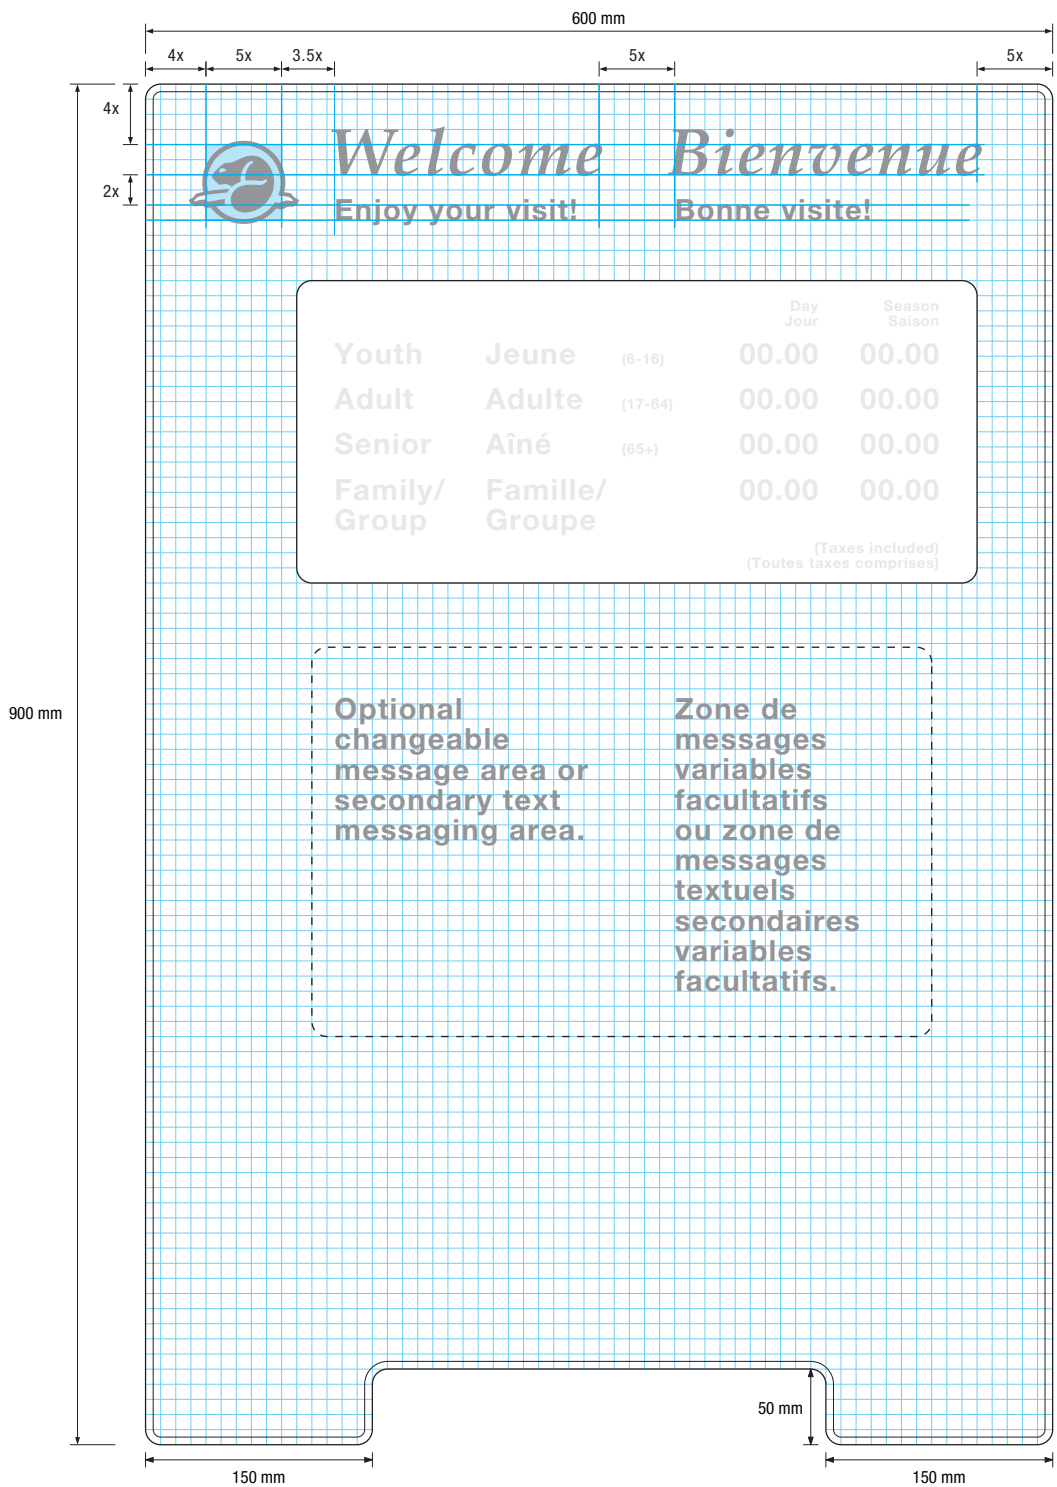 600 mm
4x 5x 3.5x 5x 5x
4x
Welcome Bienvenue
2x
Enjoy your visit! Bonne visite!
Day Season
Jour Saison
Youth Jeune (6-16) 00.00 00.00
Adult Adulte (17-64) 00.00 00.00
Senior Aîné (65+) 00.00 00.00
Family/ Famille/ 00.00 00.00
Group Groupe
(Taxes included)
(Toutes taxes comprises)
900 mm
Optional
changeable
message area or
secondary text
messaging area.
Zone de
messages
variables
facultatifs
ou zone de
messages
textuels
secondaires
variables
facultatifs.
50 mm
150 mm 150 mm